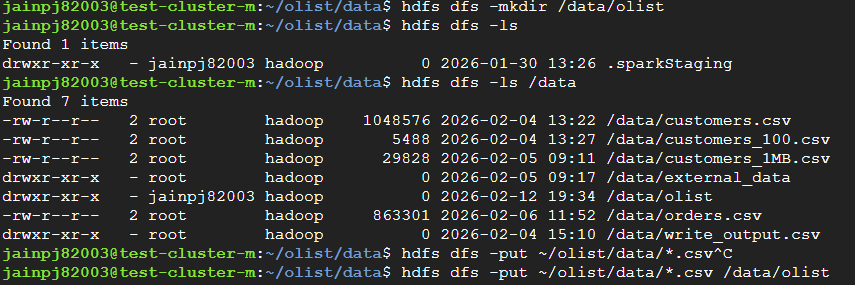 jainpj82003@test-cluster-m:~/olist/data$ hdfs dfs -mkdir /data/olist
jainpj82003@test-cluster-m:~/olist/data$ hdfs dfs -ls
Found 1 items
drwxr-xr-x   - jainpj82003 hadoop          0 2026-01-30 13:26 .sparkStaging
jainpj82003@test-cluster-m:~/olist/data$ hdfs dfs -ls /data
Found 7 items
-rw-r--r--   2 root        hadoop    1048576 2026-02-04 13:22 /data/customers.csv
-rw-r--r--   2 root        hadoop       5488 2026-02-04 13:27 /data/customers_100.csv
-rw-r--r--   2 root        hadoop      29828 2026-02-05 09:11 /data/customers_1MB.csv
drwxr-xr-x   - root        hadoop          0 2026-02-05 09:17 /data/external_data
drwxr-xr-x   - jainpj82003 hadoop          0 2026-02-12 19:34 /data/olist
-rw-r--r--   2 root        hadoop     863301 2026-02-06 11:52 /data/orders.csv
drwxr-xr-x   - root        hadoop          0 2026-02-04 15:10 /data/write_output.csv
jainpj82003@test-cluster-m:~/olist/data$ hdfs dfs -put ~/olist/data/*.csv^C
jainpj82003@test-cluster-m:~/olist/data$ hdfs dfs -put ~/olist/data/*.csv /data/olist